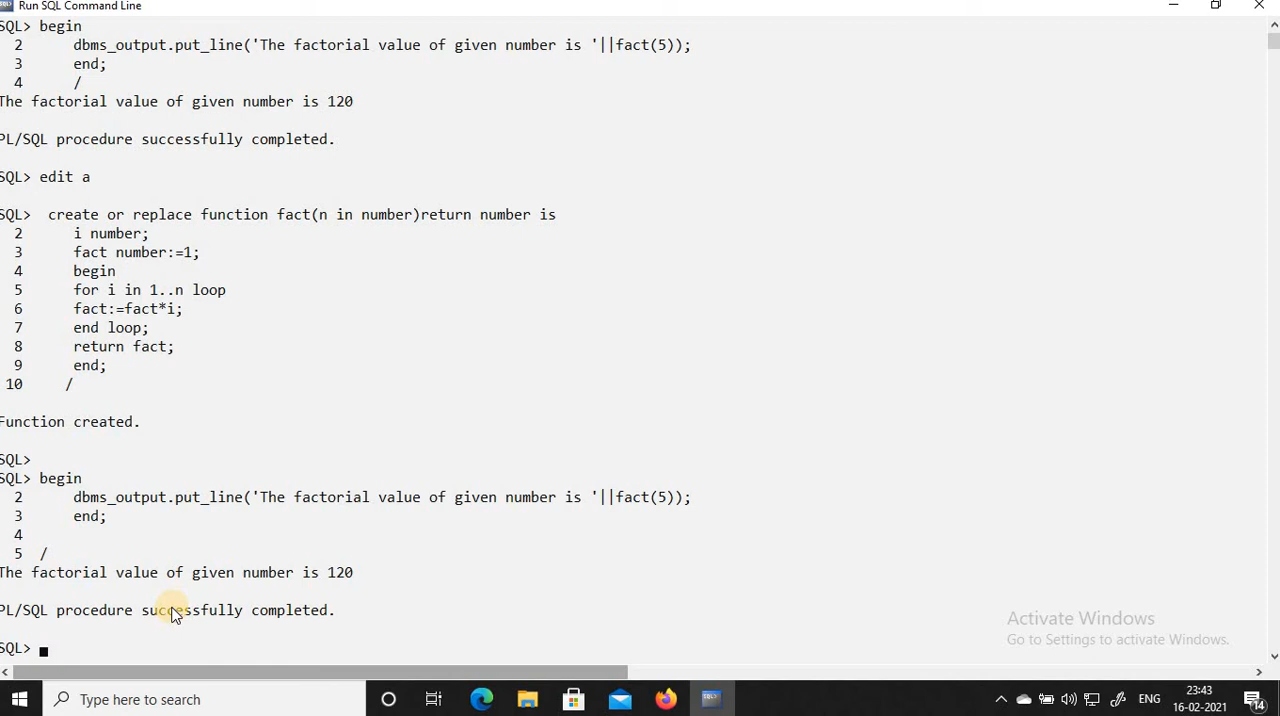 Run SQL Command Line
SQL> begin
2 dbms_output.put_line('The factorial value of given number is '||fact(5));
3 end;
4 /
The factorial value of given number is 120
PL/SQL procedure successfully completed.
SQL> edit a
SQL> create or replace function fact(n in number)return number is
2 i number;
3 fact number:=1;
4 begin
5 for i in 1..n loop
6 fact:=fact*i;
7 end loop;
8 return fact;
9 end;
10 /
Function created.
SQL>
SQL> begin
2 dbms_output.put_line('The factorial value of given number is '||fact(5));
3 end;
4
5 /
The factorial value of given number is 120
PL/SQL procedure successfully completed.
SQL>
Activate Windows
Go to Settings to activate Windows.
Type here to search
ENG
23:43
16-02-2021
14